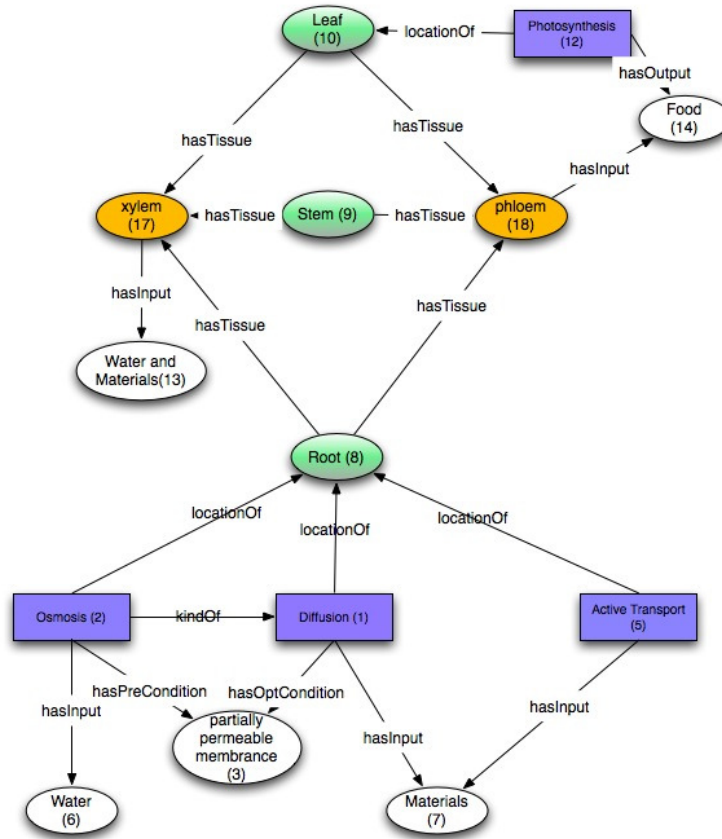 Leaf
(10)
locationOf
Photosynthesis
(12)
hasOutput
Food
(14)
hasTissue
hasTissue
hasInput
xylem
(17)
hasTissue
Stem (9)
hasTissue
phloem
(18)
hasInput
hasTissue
hasTissue
Water and
Materials(13)
Root (8)
locationOf
locationOf
locationOf
Osmosis (2)
kindOf
Diffusion (1)
Active Transport
(5)
hasPreCondition
hasOptCondition
hasInput
hasInput
hasInput
partially
permeable
membrance
(3)
Water
(6)
Materials
(7)